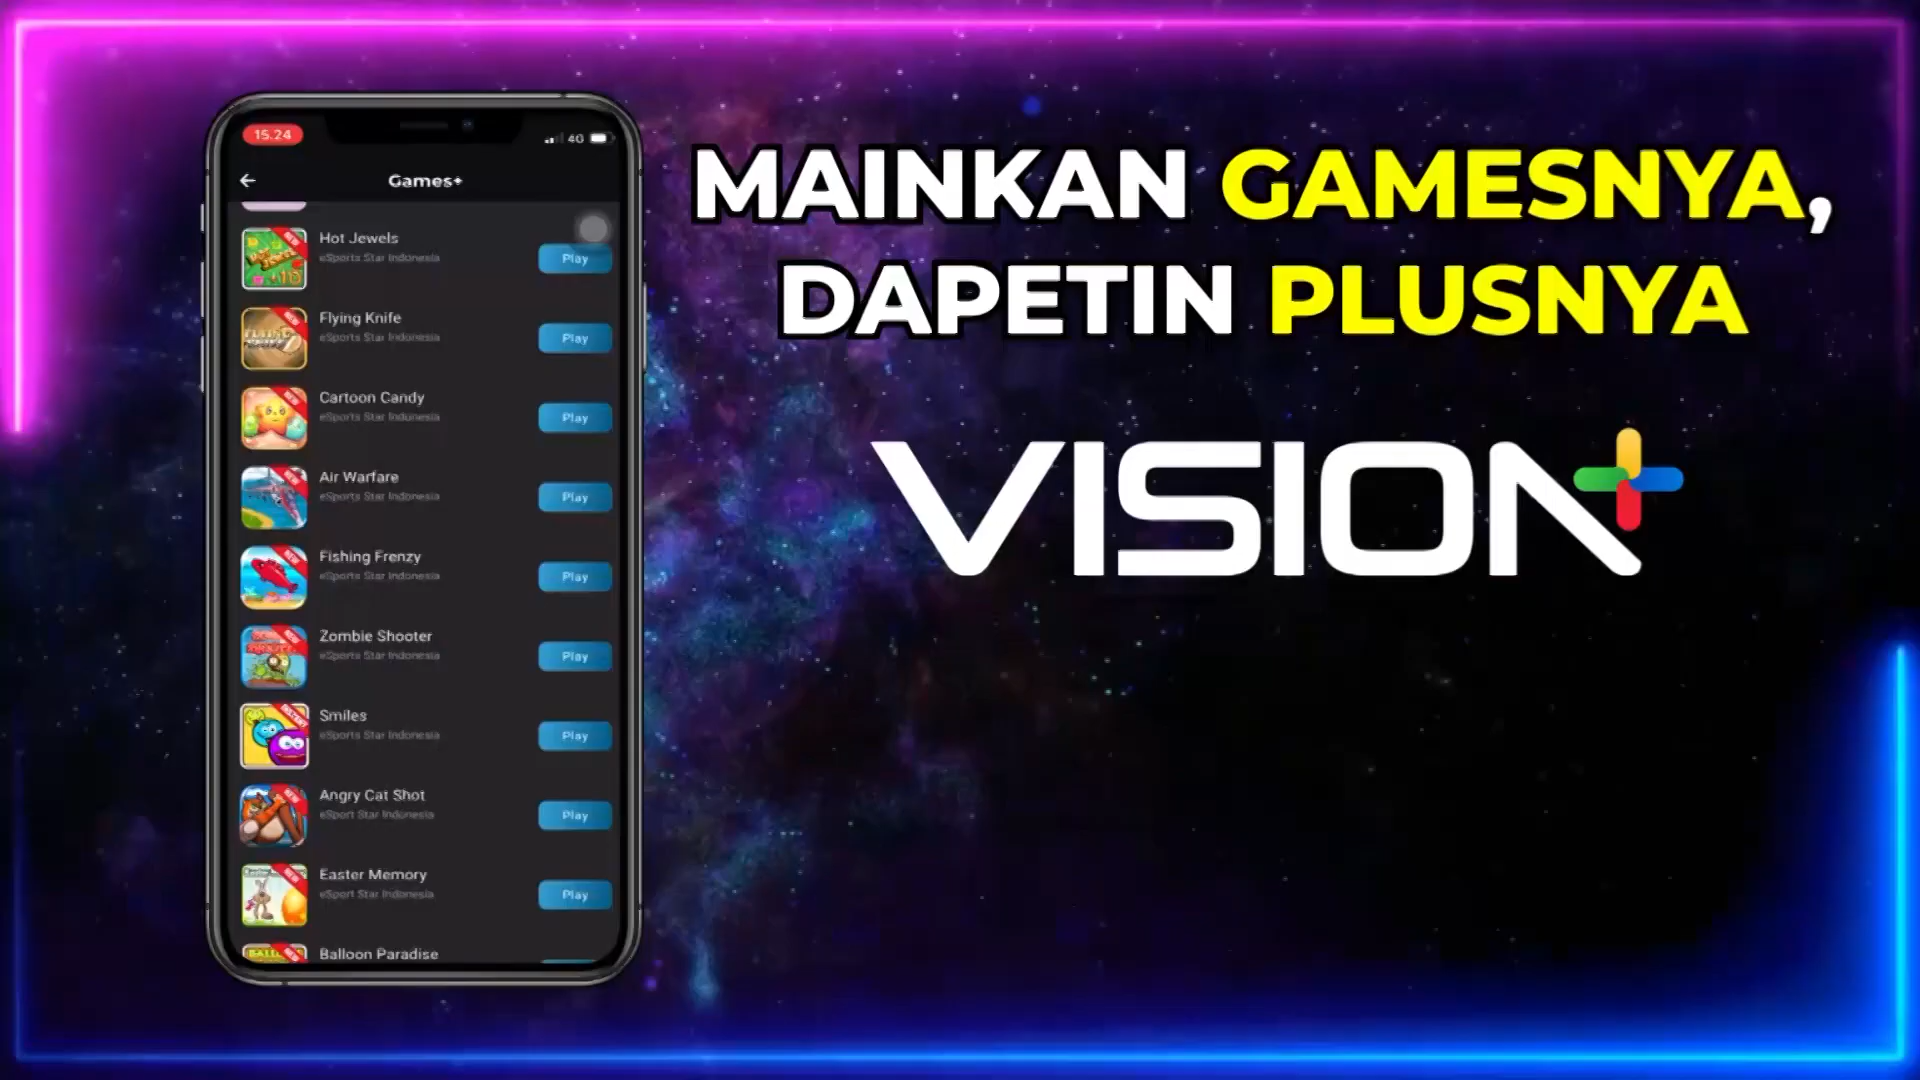 15.24
4G
Games+
Hot Jewels
eSports Star Indonesia
Play
Flying Knife
eSports Star Indonesia
Play
Cartoon Candy
eSports Star Indonesia
Play
Air Warfare
eSports Star Indonesia
Play
Fishing Frenzy
eSports Star Indonesia
Play
Zombie Shooter
eSports Star Indonesia
Play
Smiles
eSports Star Indonesia
Play
Angry Cat Shot
eSport Star Indonesia
Play
Easter Memory
eSport Star Indonesia
Play
Balloon Paradise
MAINKAN GAMESNYA,
DAPETIN PLUSNYA
VISION+